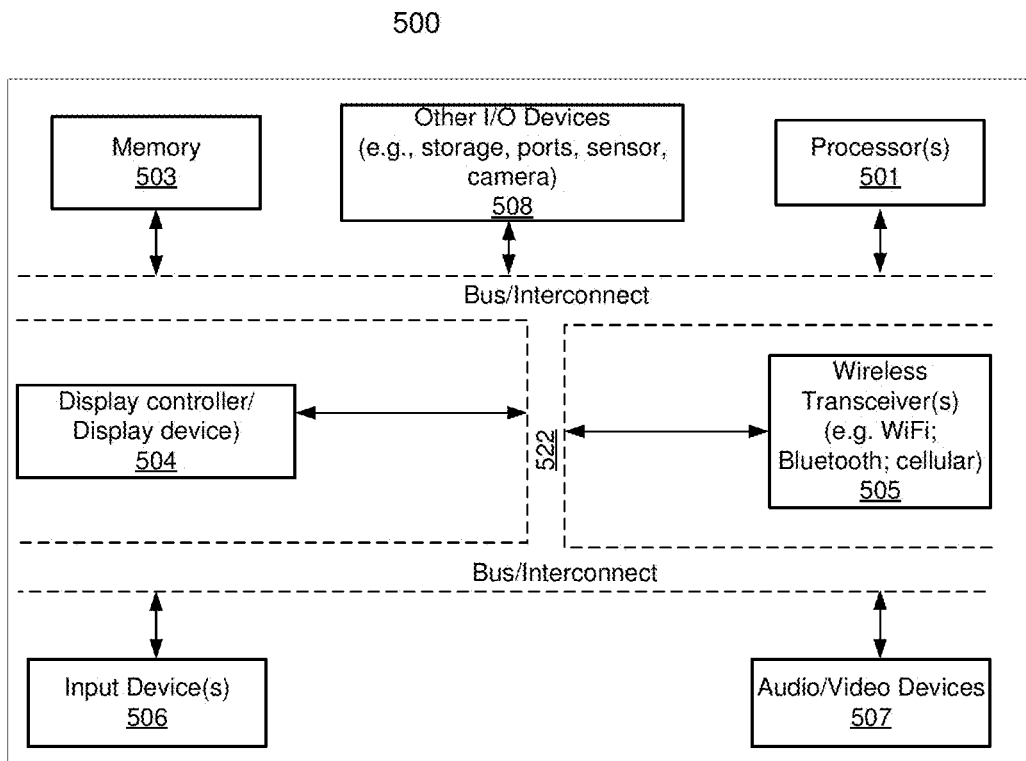 500
Memory
503
Other I/O Devices
(e.g., storage, ports, sensor,
camera)
508
Processor(s)
501
Bus/Interconnect
Display controller/
Display device)
504
522
Wireless
Transceiver(s)
(e.g. WiFi;
Bluetooth; cellular)
505
Bus/Interconnect
Input Device(s)
506
Audio/Video Devices
507